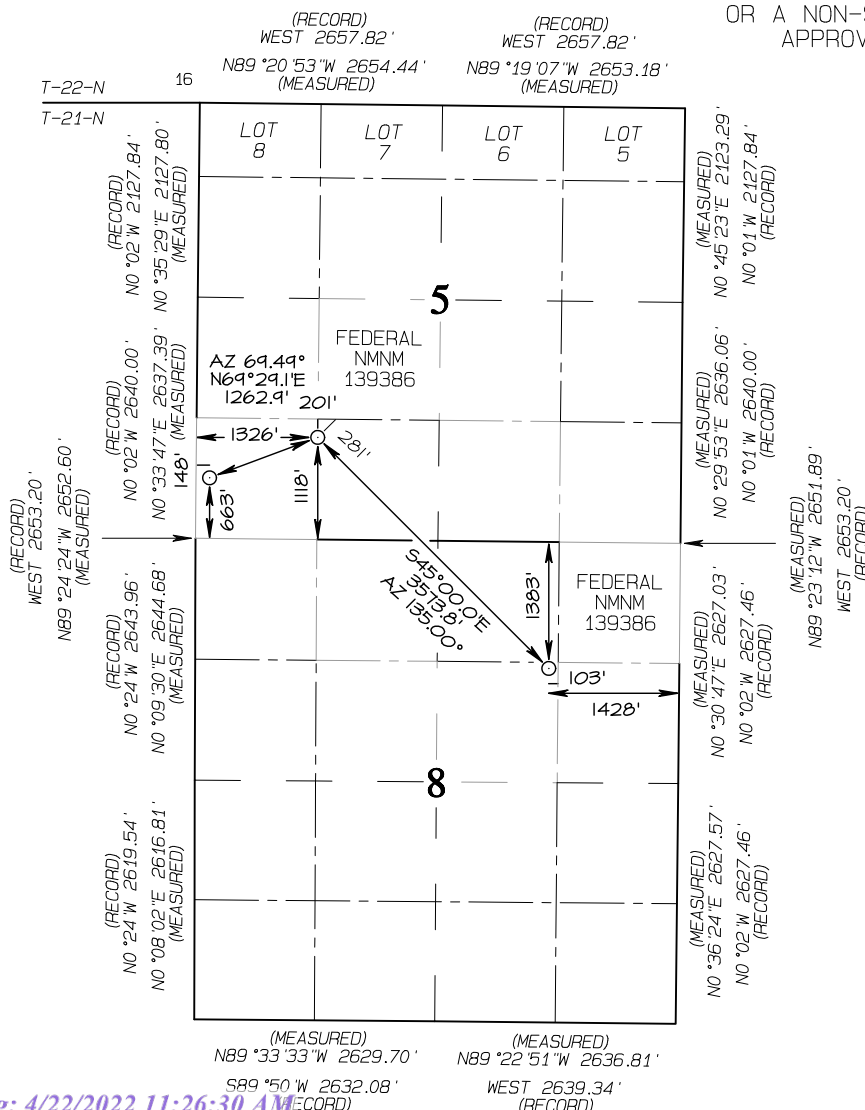 OR A NON-S
APPROV
(RECORD)
WEST 2657.82'
N89°20'53"W 2654.44'
(MEASURED)
(RECORD)
WEST 2657.82'
N89°19'07"W 2653.18'
(MEASURED)
T-22-N
16
T-21-N
LOT
8
LOT
7
LOT
6
LOT
5
(RECORD)
N0°02'W 2127.84'
N0°35'29"E 2127.80'
(MEASURED)
(MEASURED)
N0°45'23"E 2123.29'
N0°01'W 2127.84'
(RECORD)
5
FEDERAL
NMNM
139386
AZ 69.49°
N69°29.1'E
1262.9'
201'
281'
1326'
1118'
148'
663'
(RECORD)
N0°02'W 2640.00'
N0°33'47"E 2637.39'
(MEASURED)
(MEASURED)
N0°29'53"E 2636.06'
N0°01'W 2640.00'
(RECORD)
(RECORD)
WEST 2653.20'
N89°24'24"W 2652.60'
(MEASURED)
(MEASURED)
N89°23'12"W 2651.89'
WEST 2653.20'
(RECORD)
S45°00.0'E
3573.8'
AZ 135.00°
1383'
FEDERAL
NMNM
139386
103'
1428'
(RECORD)
N0°24'W 2643.96'
N0°09'30"E 2644.68'
(MEASURED)
(MEASURED)
N0°30'47"E 2627.03'
N0°02'W 2627.46'
(RECORD)
8
(RECORD)
N0°24'W 2619.54'
N0°08'02"E 2616.81'
(MEASURED)
(MEASURED)
N0°36'24"E 2627.57'
N0°02'W 2627.46'
(RECORD)
(MEASURED)
N89°33'33"W 2629.70'
S89°50'W 2632.08'
(RECORD)
(MEASURED)
N89°22'51"W 2636.81'
WEST 2639.34'
(RECORD)
g: 4/22/2022 11:26:30 AM